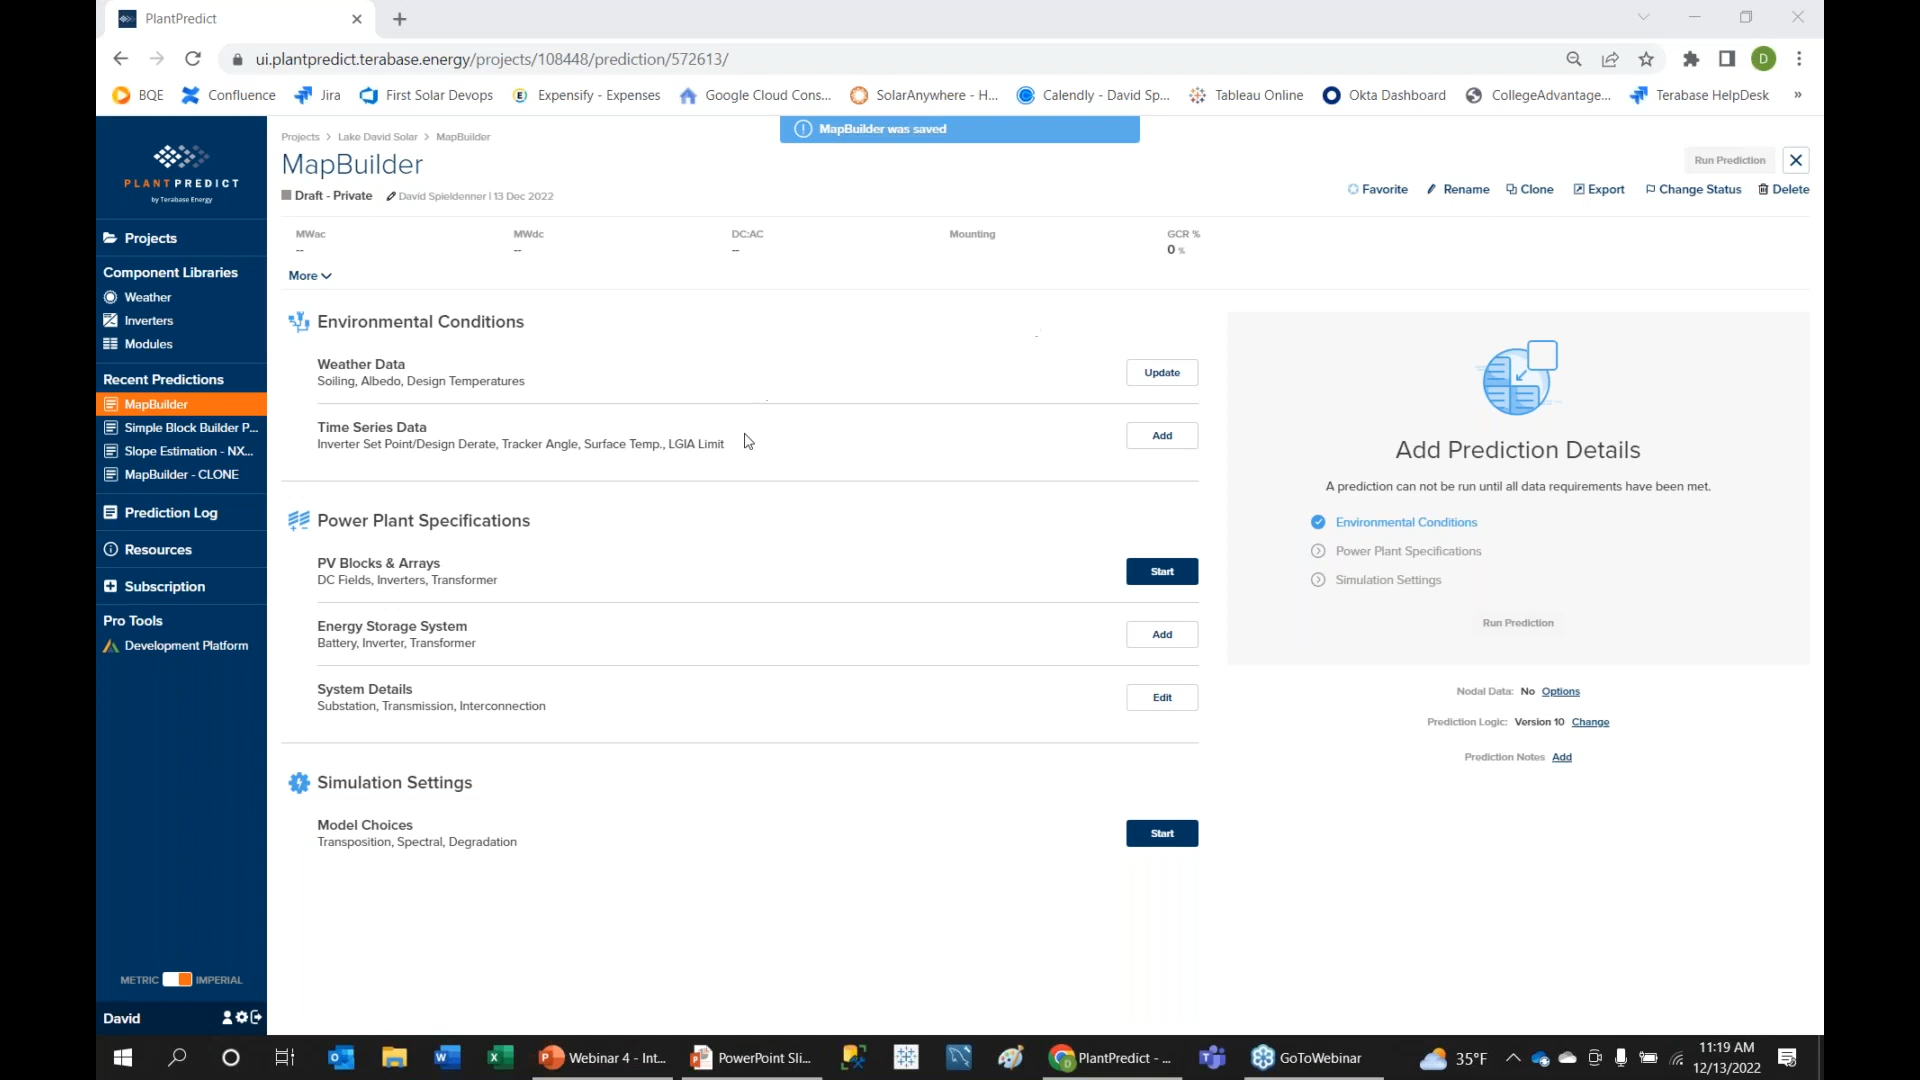 PlantPredict
ui.plantpredict.terabase.energy/projects/108448/prediction/572613/
D
BQE
Confluence
Jira
First Solar Devops
Expensify - Expenses
Google Cloud Cons...
SolarAnywhere - H...
Calendly - David Sp...
Tableau Online
Okta Dashboard
CollegeAdvantage...
Terabase HelpDesk
»
PLANTPREDICT
by Terabase Energy
Projects
Component Libraries
Weather
Inverters
Modules
Recent Predictions
MapBuilder
Simple Block Builder P...
Slope Estimation - NX...
MapBuilder - CLONE
Prediction Log
Resources
Subscription
Pro Tools
Development Platform
METRIC IMPERIAL
David
Projects > Lake David Solar > MapBuilder
MapBuilder was saved
MapBuilder
Run Prediction
Draft - Private David Spieldenner | 13 Dec 2022
Favorite Rename Clone Export Change Status Delete
MWac MWdc DC:AC Mounting GCR %
-- -- -- 0 %
More
Environmental Conditions
Weather Data
Soiling, Albedo, Design Temperatures
Update
Time Series Data
Inverter Set Point/Design Derate, Tracker Angle, Surface Temp., LGIA Limit
Add
Power Plant Specifications
PV Blocks & Arrays
DC Fields, Inverters, Transformer
Start
Energy Storage System
Battery, Inverter, Transformer
Add
System Details
Substation, Transmission, Interconnection
Edit
Simulation Settings
Model Choices
Transposition, Spectral, Degradation
Start
Add Prediction Details
A prediction can not be run until all data requirements have been met.
Environmental Conditions
Power Plant Specifications
Simulation Settings
Run Prediction
Nodal Data: No Options
Prediction Logic: Version 10 Change
Prediction Notes Add
Webinar 4 - Int...
PowerPoint Sli...
PlantPredict - ...
GoToWebinar
35°F
11:19 AM
12/13/2022